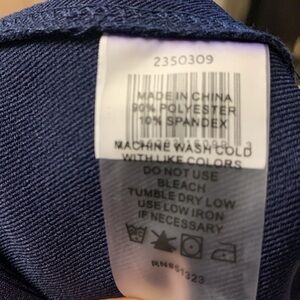 2350309
MADE IN CHINA
90% POLYESTER
10% SPANDEX
MACHINE WASH COLD
WITH LIKE COLORS
DO NOT USE
BLEACH
TUMBLE DRY LOW
USE LOW IRON
IF NECESSARY